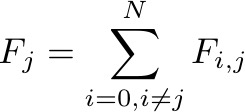 F_j = \sum_{i=0, i \neq j}^{N} F_{i,j}